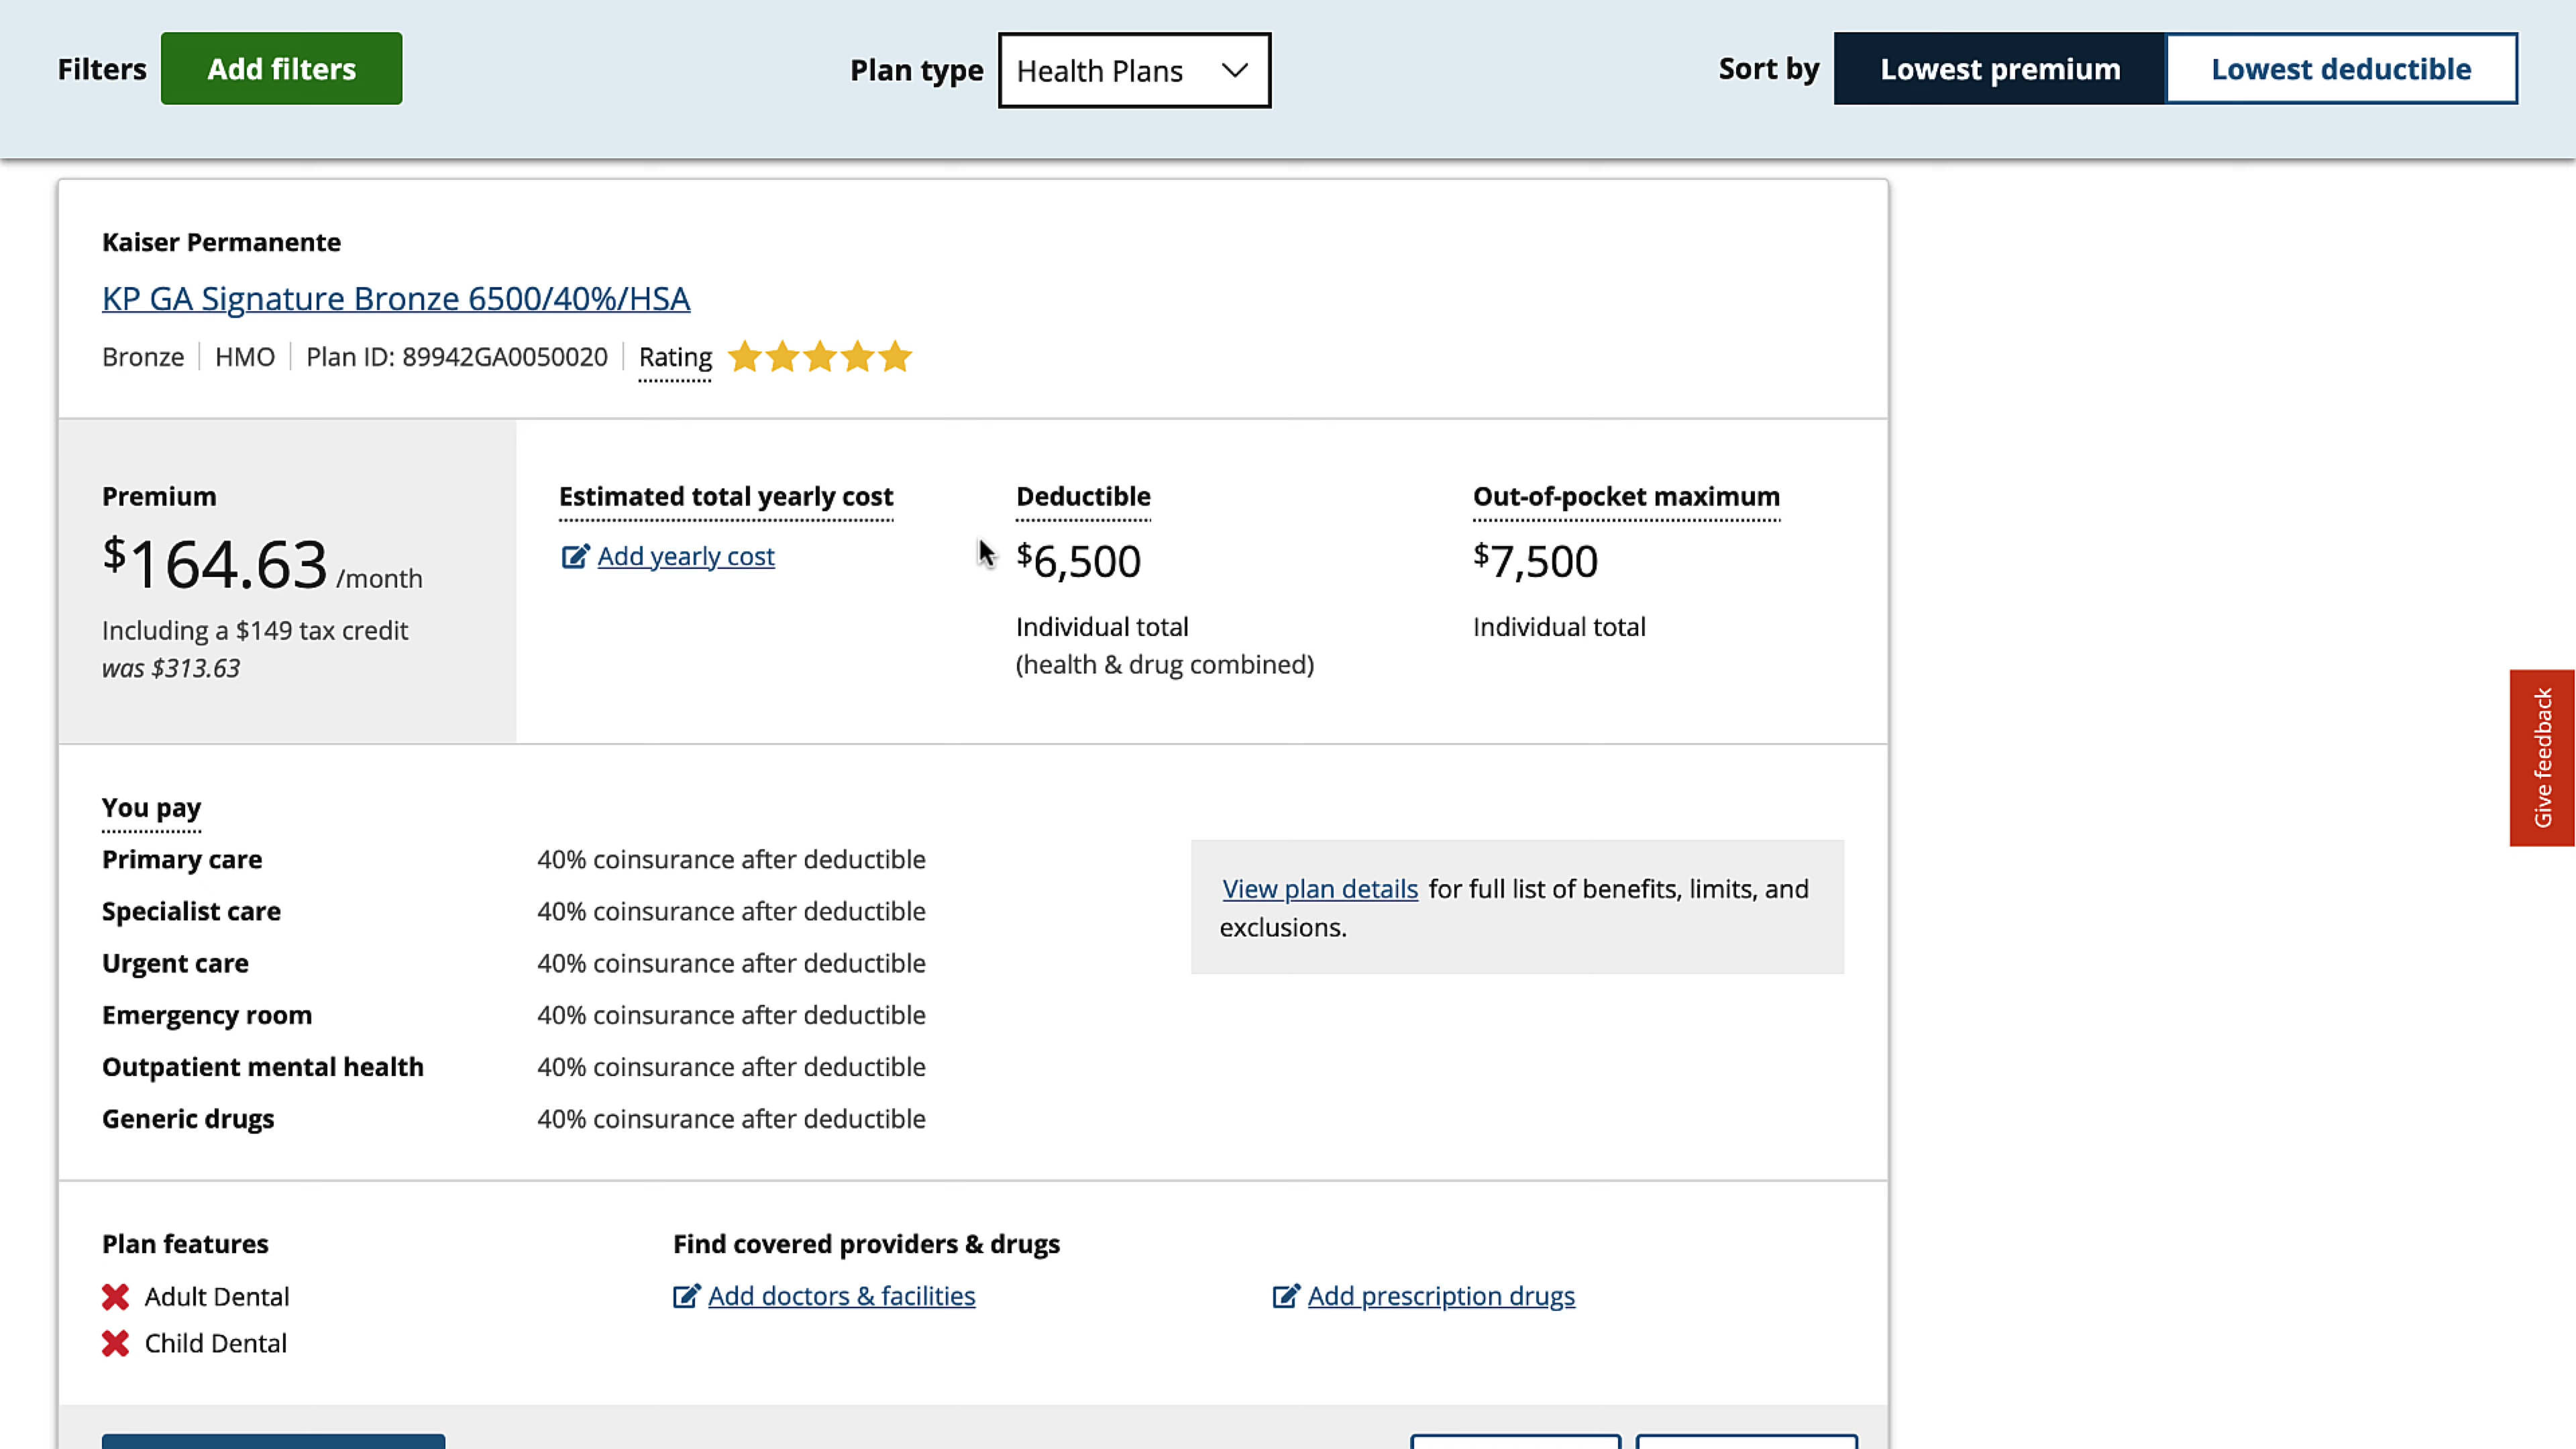 Filters Add filters Plan type Health Plans Sort by Lowest premium Lowest deductible
Kaiser Permanente
KP GA Signature Bronze 6500/40%/HSA
Bronze HMO Plan ID: 89942GA0050020 Rating
Premium
$164.63 /month
Including a $149 tax credit
was $313.63
Estimated total yearly cost
Add yearly cost
Deductible
$6,500
Individual total
(health & drug combined)
Out-of-pocket maximum
$7,500
Individual total
Give feedback
You pay
Primary care 40% coinsurance after deductible
Specialist care 40% coinsurance after deductible
Urgent care 40% coinsurance after deductible
Emergency room 40% coinsurance after deductible
Outpatient mental health 40% coinsurance after deductible
Generic drugs 40% coinsurance after deductible
View plan details for full list of benefits, limits, and
exclusions.
Plan features
Adult Dental
Child Dental
Find covered providers & drugs
Add doctors & facilities Add prescription drugs